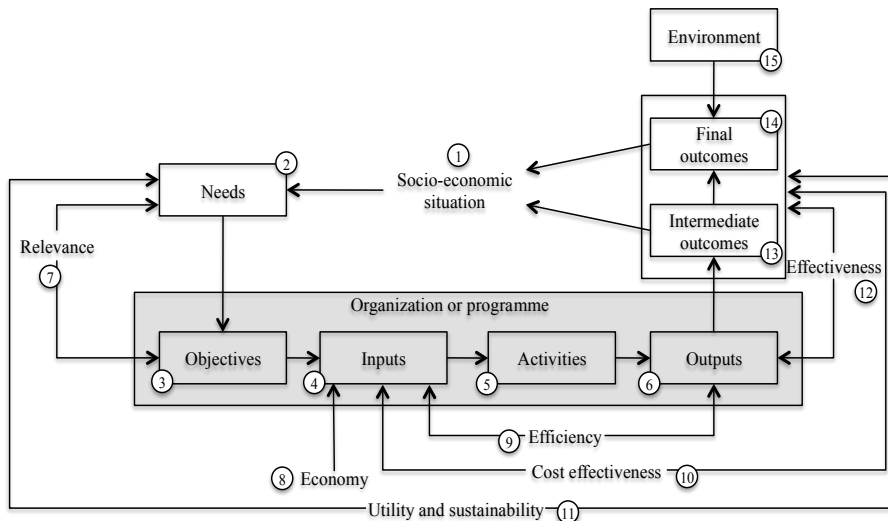 Environment
15
14
Final
outcomes
1
Socio-economic
situation
2
Needs
Intermediate
outcomes
13
Relevance
7
Effectiveness
12
Organization or programme
Objectives
3
Inputs
4
Activities
5
Outputs
6
9 Efficiency
8 Economy
Cost effectiveness 10
Utility and sustainability 11